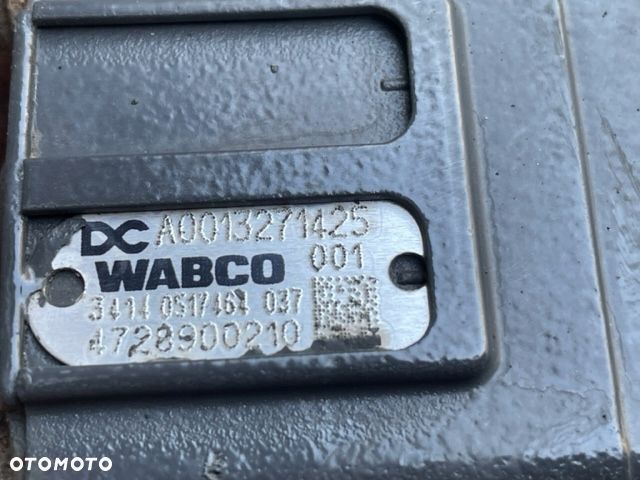 DC A0013271425
WABCO 001
3414 0517464 037
4728900210
OTOMOTO